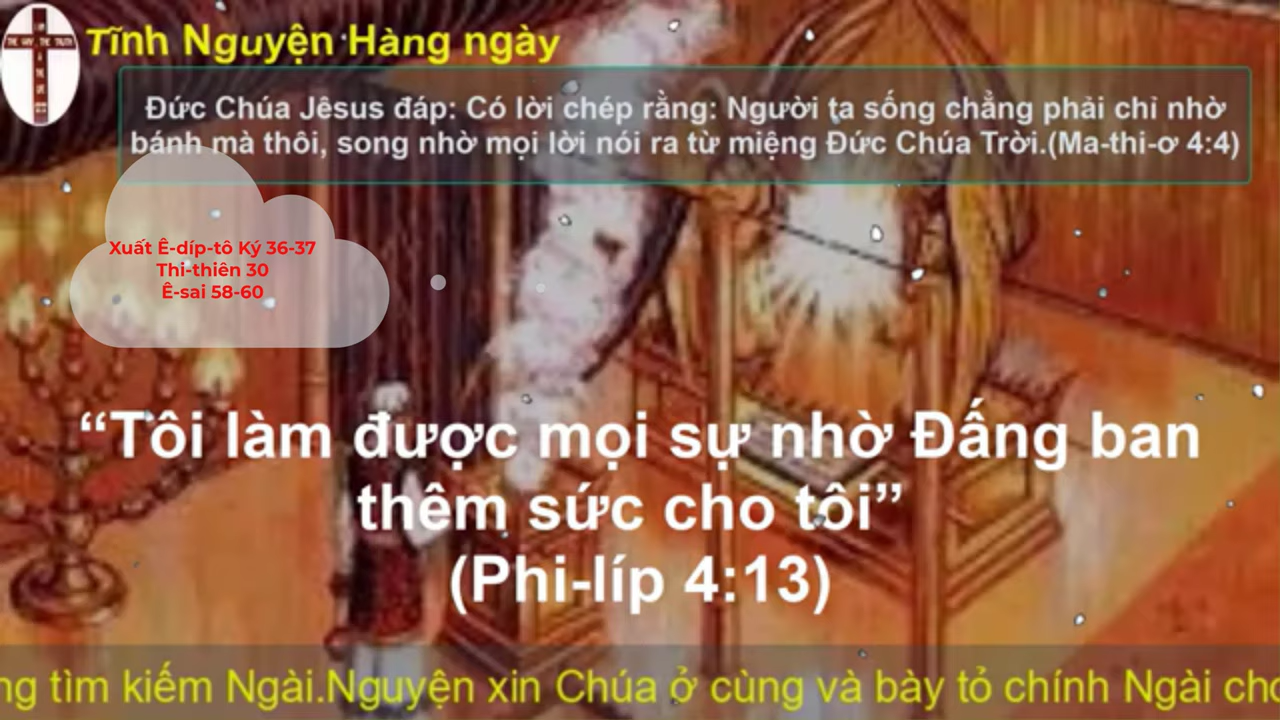 Tĩnh Nguyện Hàng ngày
Đức Chúa Jêsus đáp: Có lời chép rằng: Người ta sống chẳng phải chỉ nhờ
bánh mà thôi, song nhờ mọi lời nói ra từ miệng Đức Chúa Trời.(Ma-thi-ơ 4:4)
Xuất Ê-díp-tô Ký 36-37
Thi-thiên 30
Ê-sai 58-60
“Tôi làm được mọi sự nhờ Đấng ban
thêm sức cho tôi”
(Phi-líp 4:13)
ng tìm kiếm Ngài.Nguyện xin Chúa ở cùng và bày tỏ chính Ngài cho